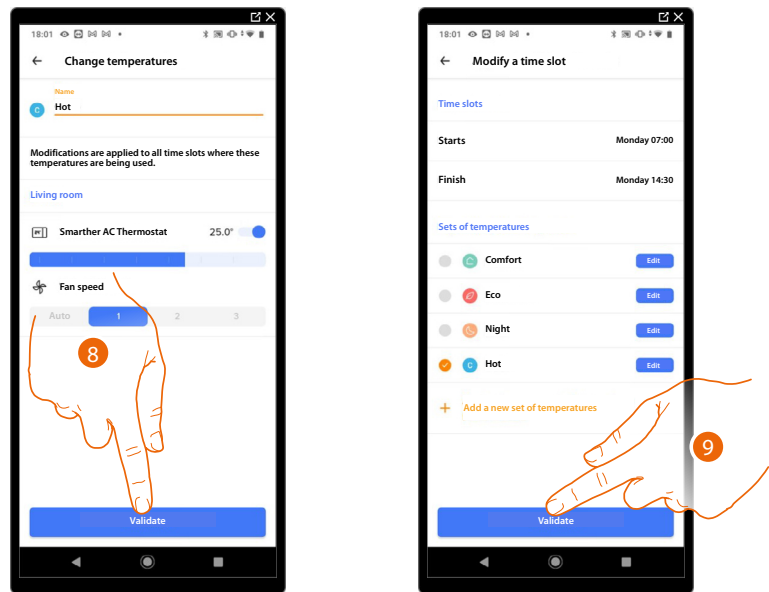 18:01
Change temperatures
Name
C
Hot
Modifications are applied to all time slots where these
temperatures are being used.
Living room
Smarther AC Thermostat 25.0°
Fan speed
Auto 1 2 3
8
Validate
18:01
Modify a time slot
Time slots
Starts Monday 07:00
Finish Monday 14:30
Sets of temperatures
Comfort Edit
Eco Edit
Night Edit
C Hot Edit
+ Add a new set of temperatures
9
Validate